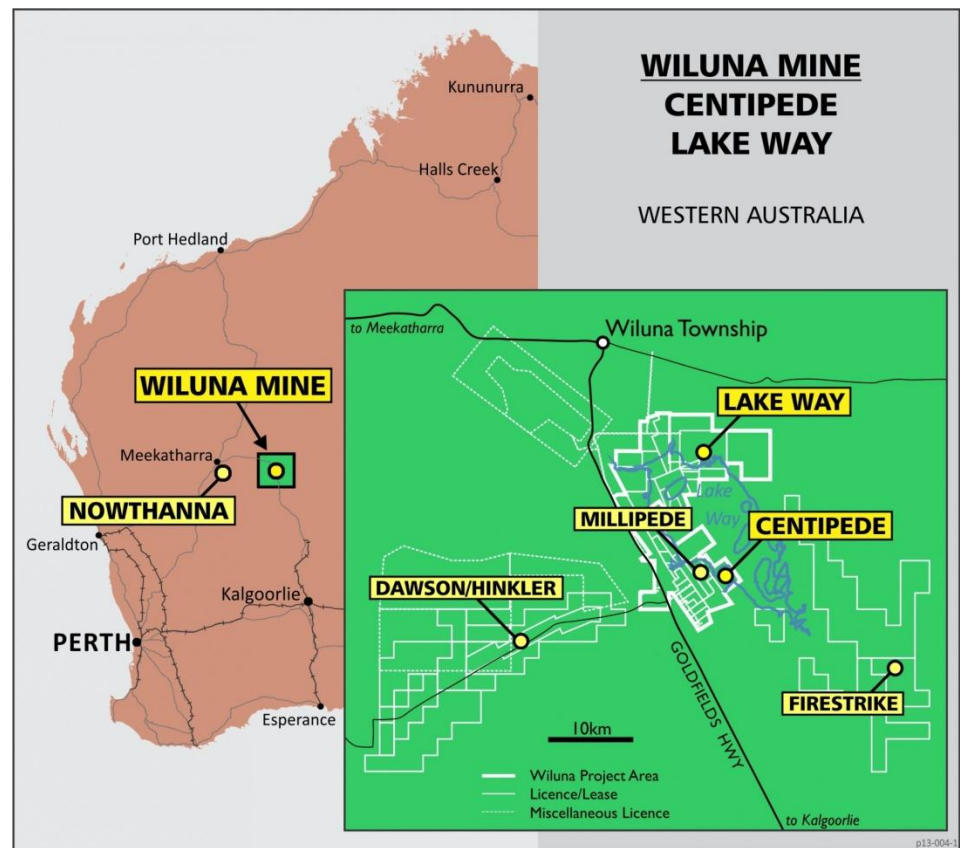 WILUNA MINE
CENTIPEDE
LAKE WAY
WESTERN AUSTRALIA
Kununurra
Halls Creek
Port Hedland
WILUNA MINE
Meekatharra
NOWTHANNA
Geraldton
Kalgoorlie
PERTH
Esperance
to Meekatharra
Wiluna Township
LAKE WAY
Lake
Way
MILLIPEDE
CENTIPEDE
DAWSON/HINKLER
FIRESTRIKE
GOLDFIELDS HWY
10km
Wiluna Project Area
Licence/Lease
Miscellaneous Licence
to Kalgoorlie
p13-004-1